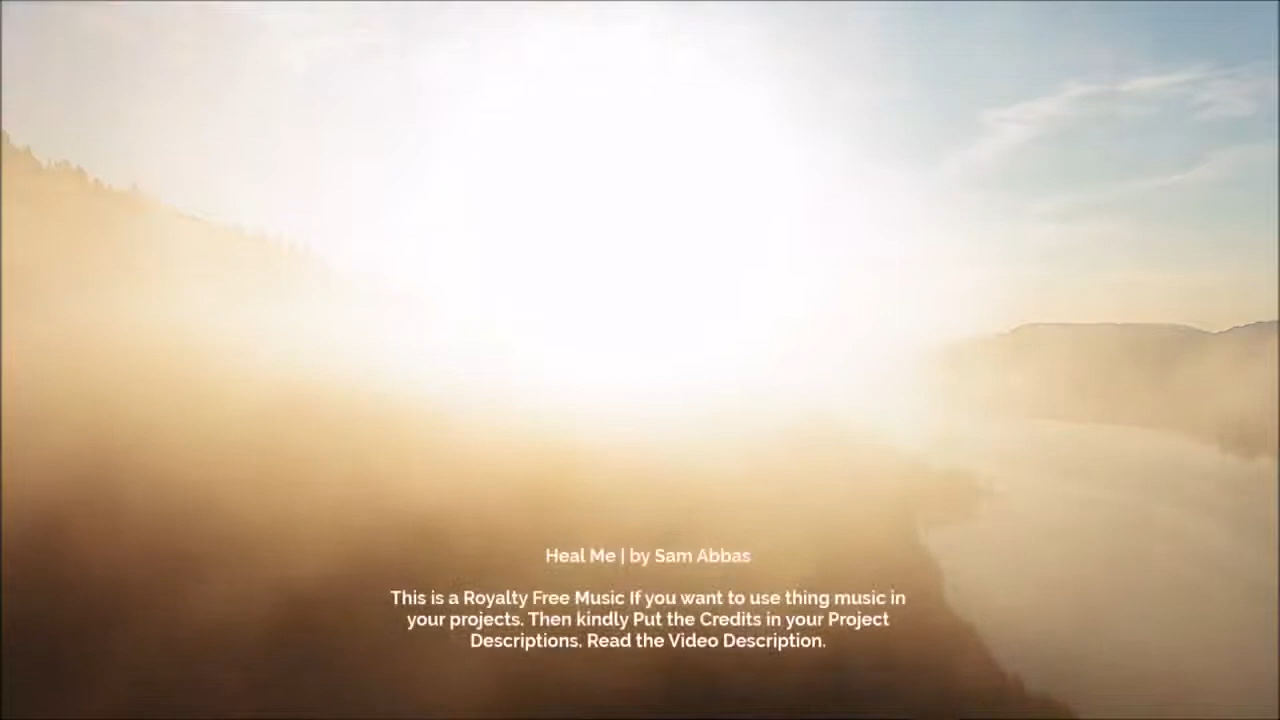 Heal Me | by Sam Abbas
This is a Royalty Free Music If you want to use thing music in
your projects. Then kindly Put the Credits in your Project
Descriptions. Read the Video Description.